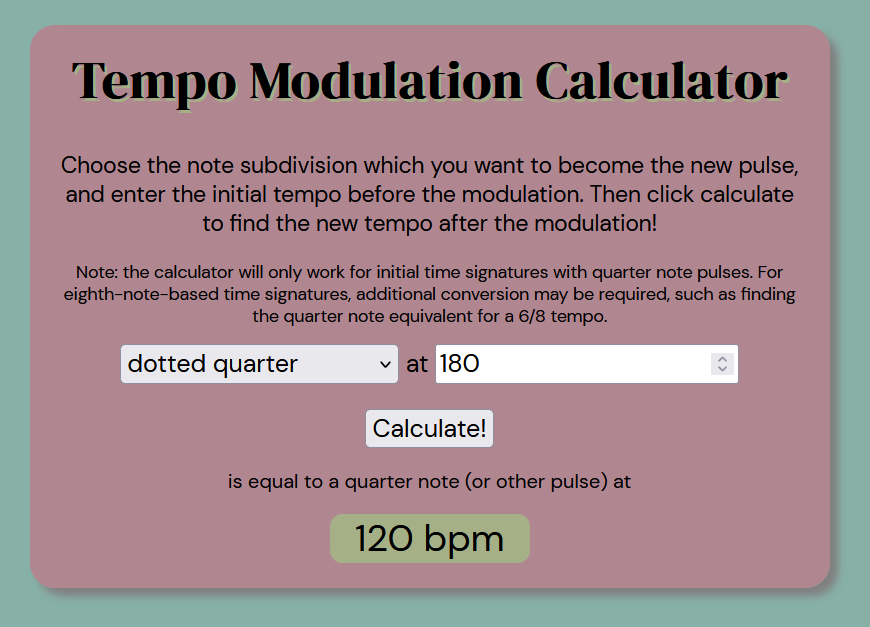 Tempo Modulation Calculator
Choose the note subdivision which you want to become the new pulse,
and enter the initial tempo before the modulation. Then click calculate
to find the new tempo after the modulation!
Note: the calculator will only work for initial time signatures with quarter note pulses. For
eighth-note-based time signatures, additional conversion may be required, such as finding
the quarter note equivalent for a 6/8 tempo.
dotted quarter at 180
Calculate!
is equal to a quarter note (or other pulse) at
120 bpm